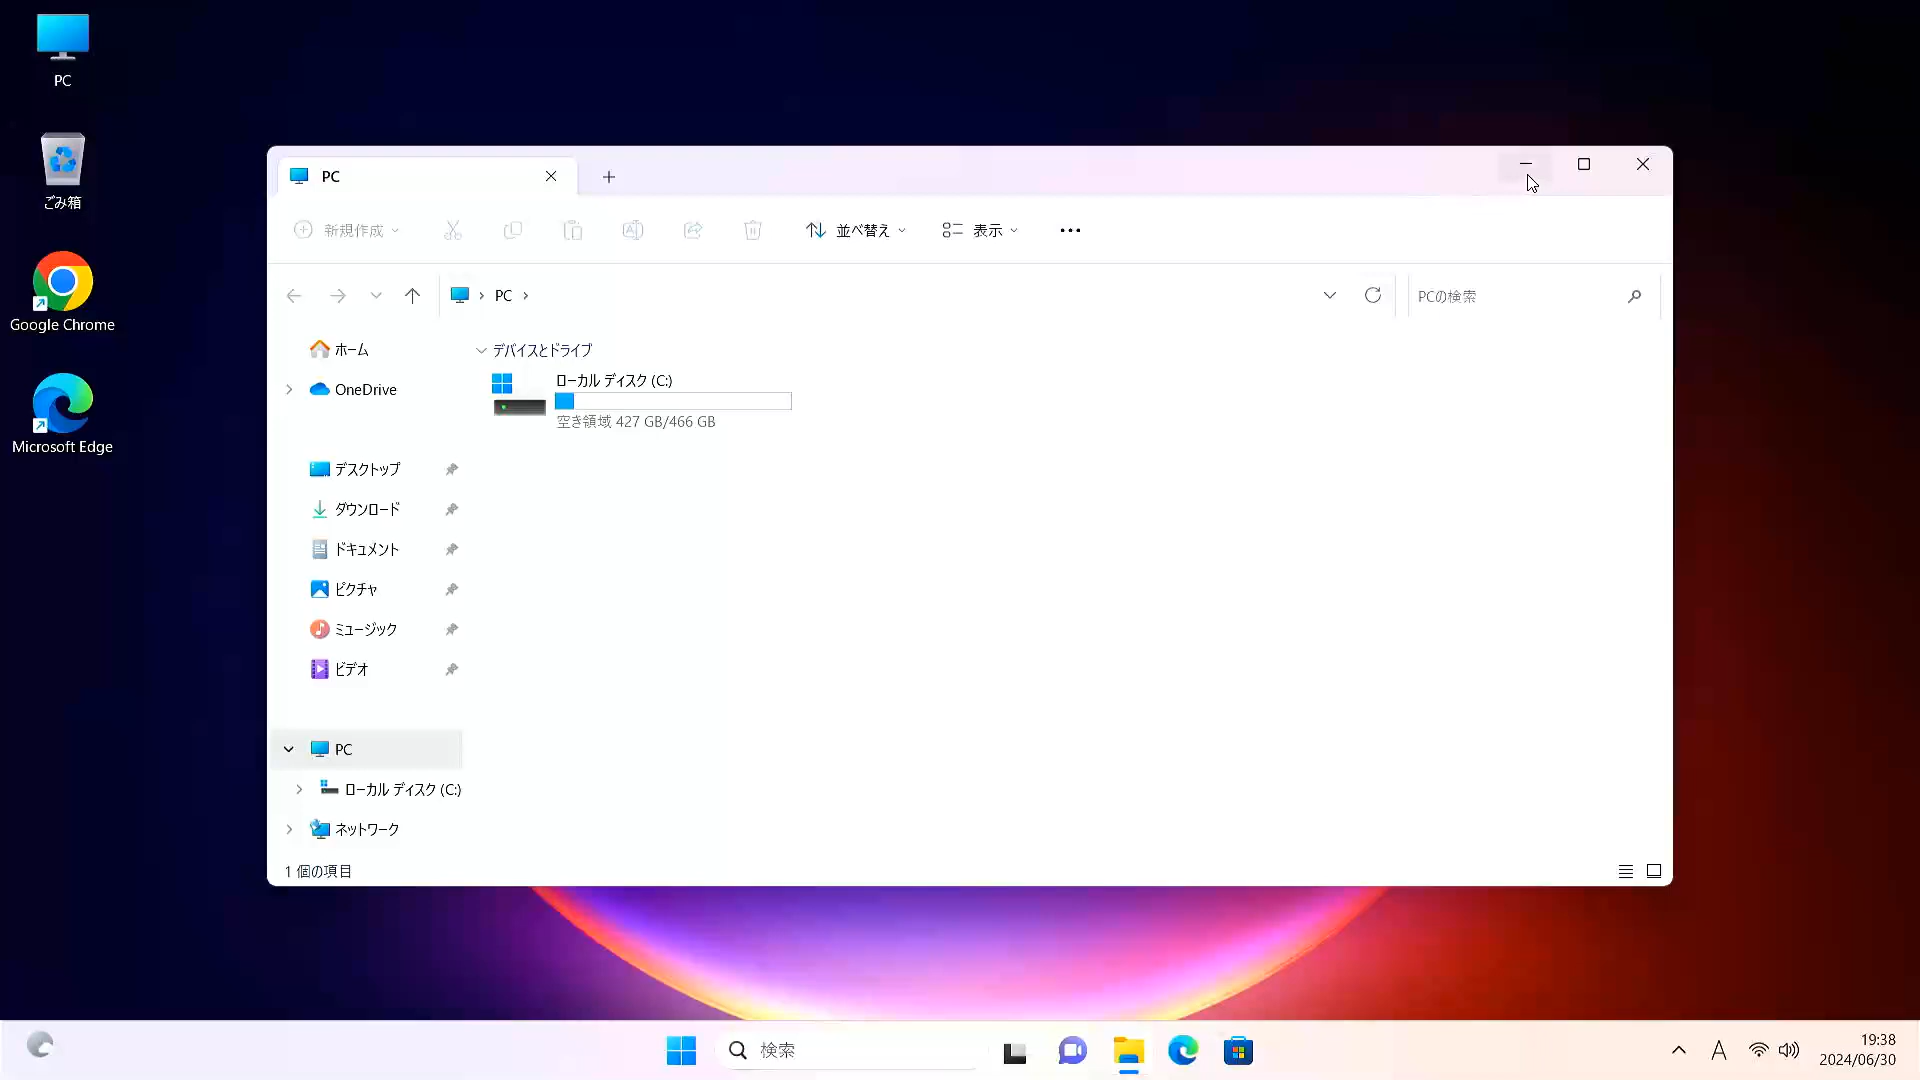 PC
ごみ箱
Google Chrome
Microsoft Edge
PC
新規作成
並べ替え
表示
PC
PCの検索
ホーム
OneDrive
デスクトップ
ダウンロード
ドキュメント
ピクチャ
ミュージック
ビデオ
PC
ローカル ディスク (C:)
ネットワーク
デバイスとドライブ
ローカル ディスク (C:)
空き領域 427 GB/466 GB
1 個の項目
検索
A
19:38
2024/06/30